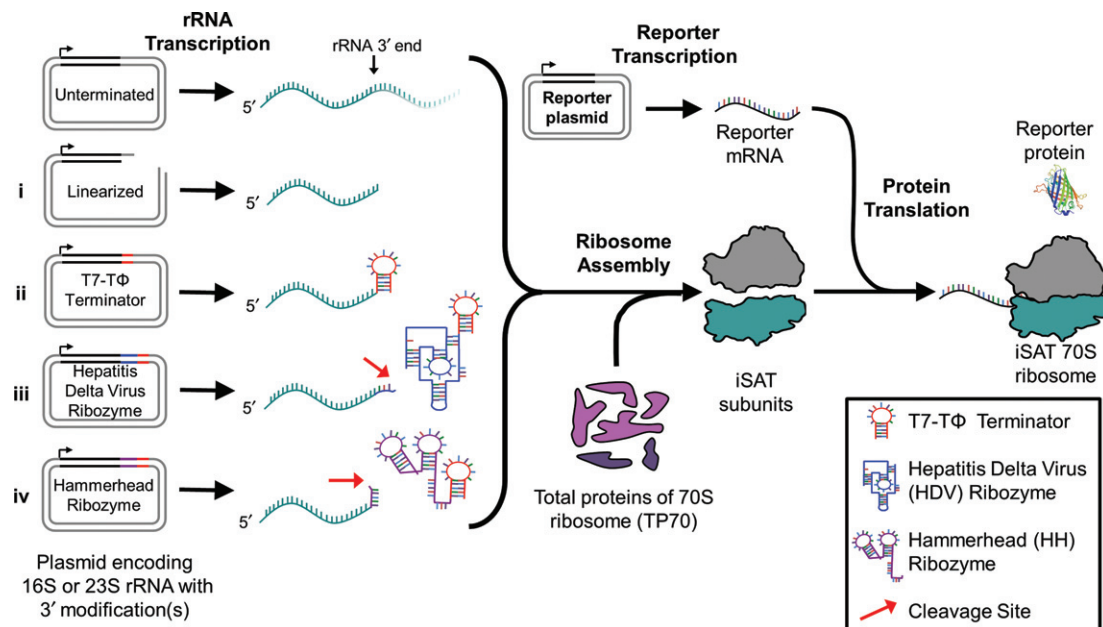 rRNA
Transcription
rRNA 3′ end
Unterminated
5′
i
Linearized
5′
ii
T7-TΦ
Terminator
5′
iii
Hepatitis
Delta Virus
Ribozyme
5′
iv
Hammerhead
Ribozyme
5′
Plasmid encoding
16S or 23S rRNA with
3′ modification(s)
Reporter
Transcription
Reporter
plasmid
Reporter
mRNA
Ribosome
Assembly
Total proteins of 70S
ribosome (TP70)
iSAT
subunits
Protein
Translation
Reporter
protein
iSAT 70S
ribosome
T7-TΦ Terminator
Hepatitis Delta Virus
(HDV) Ribozyme
Hammerhead (HH)
Ribozyme
Cleavage Site